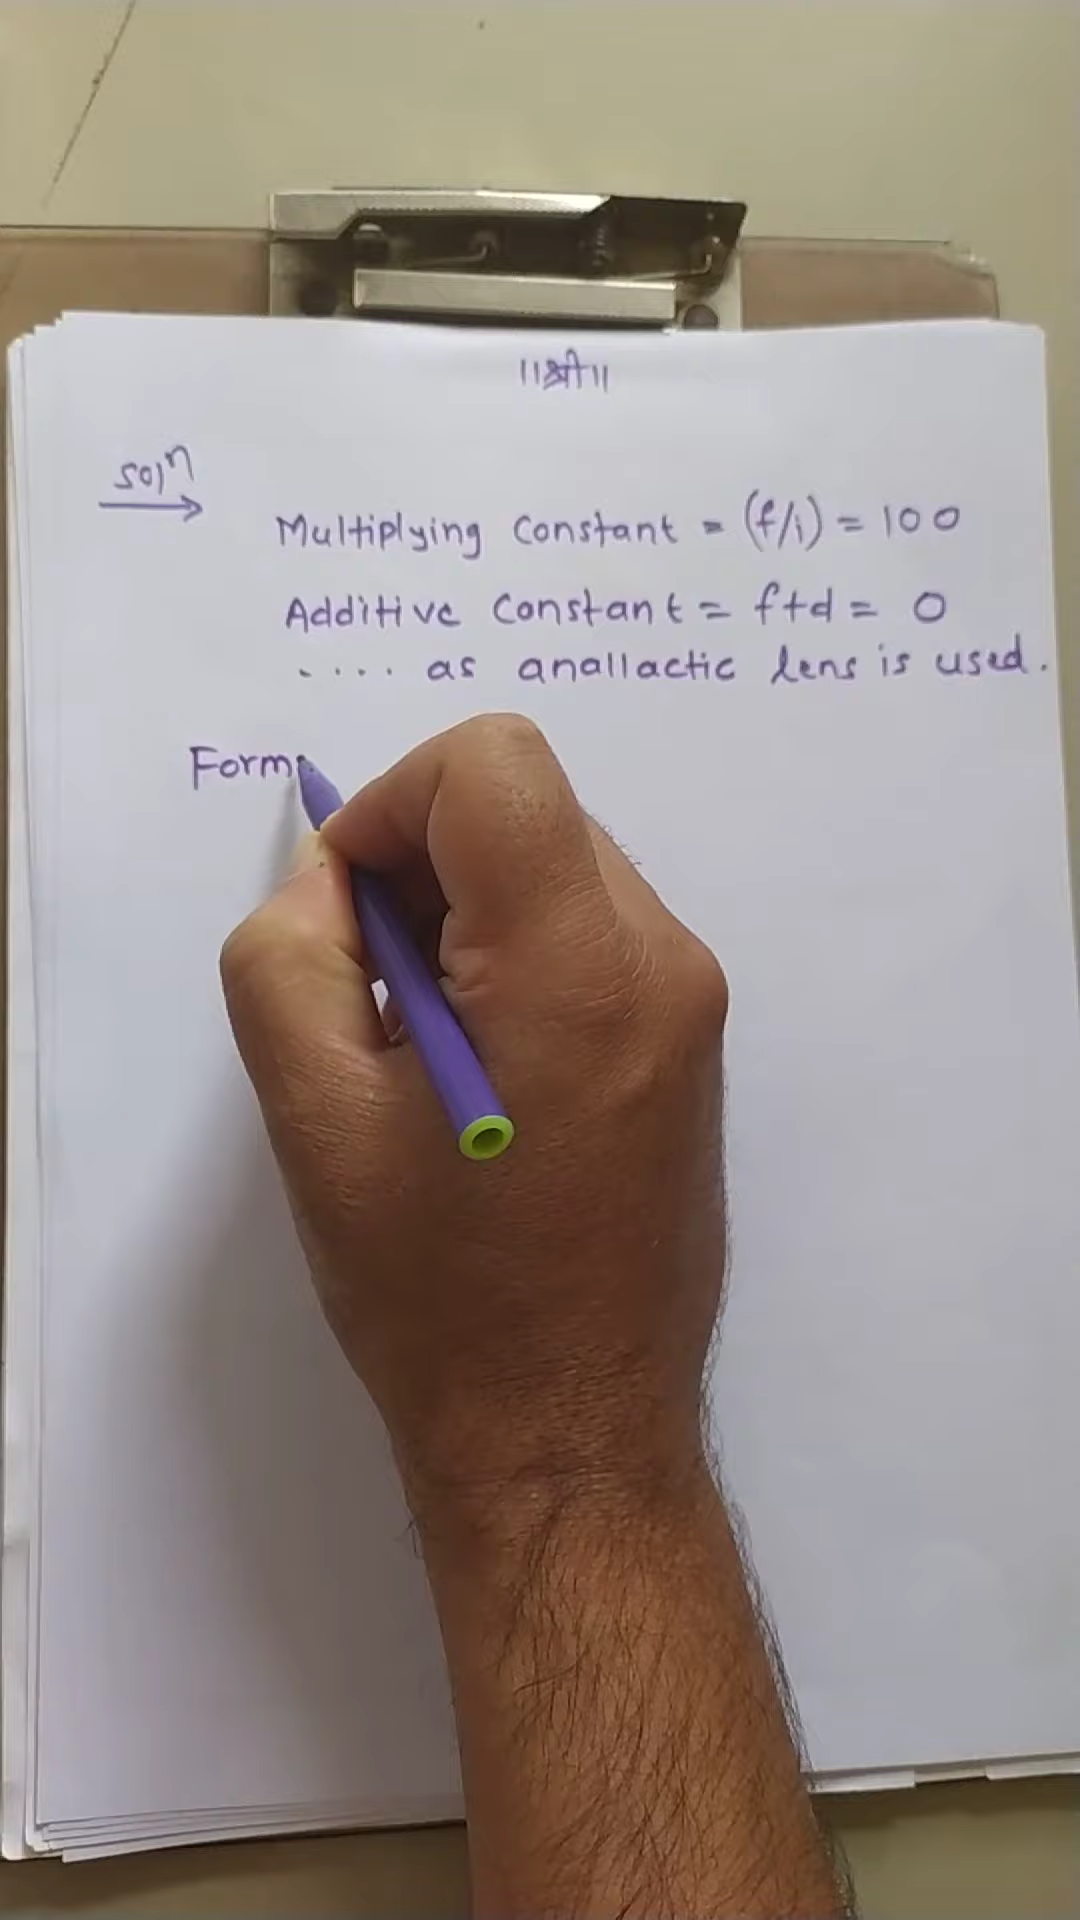 ॥श्री॥
Soln
Multiplying Constant = (f/i) = 100
Additive Constant = f+d = 0
.... as anallactic lens is used.
Form